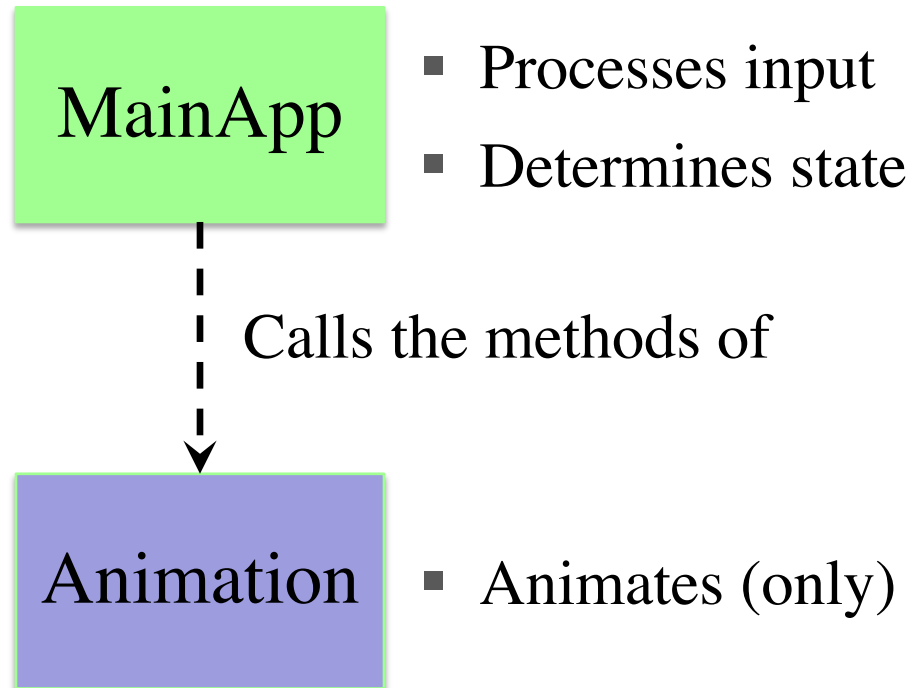 MainApp
▪ Processes input
▪ Determines state
Calls the methods of
Animation
▪ Animates (only)